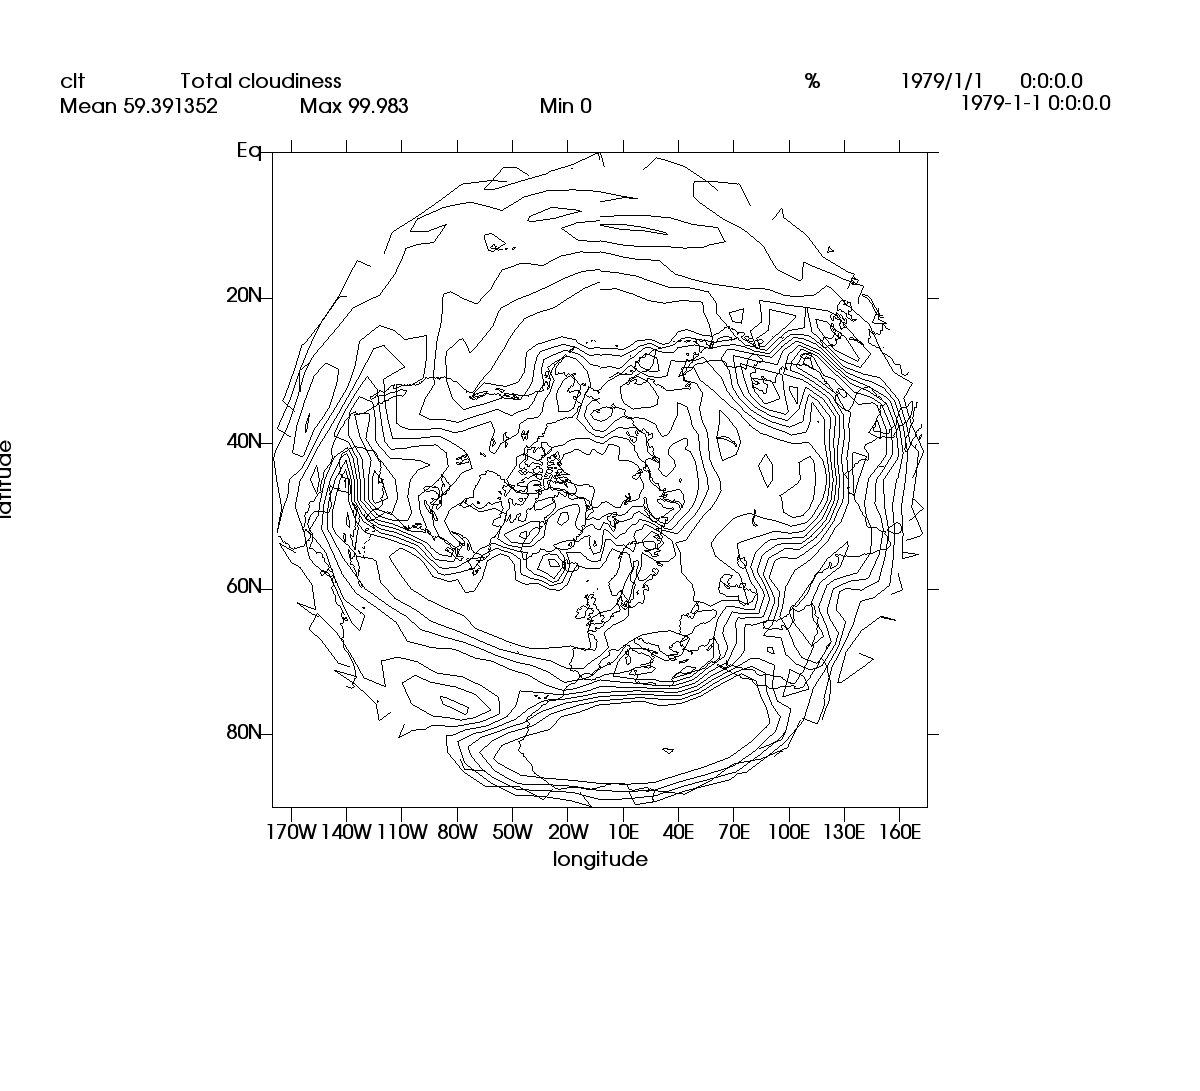 clt Total cloudiness % 1979/1/1 0:0:0.0
Mean 59.391352 Max 99.983 Min 0 1979-1-1 0:0:0.0
Eq
20N
40N
latitude
60N
80N
170W 140W 110W 80W 50W 20W 10E 40E 70E 100E 130E 160E
longitude